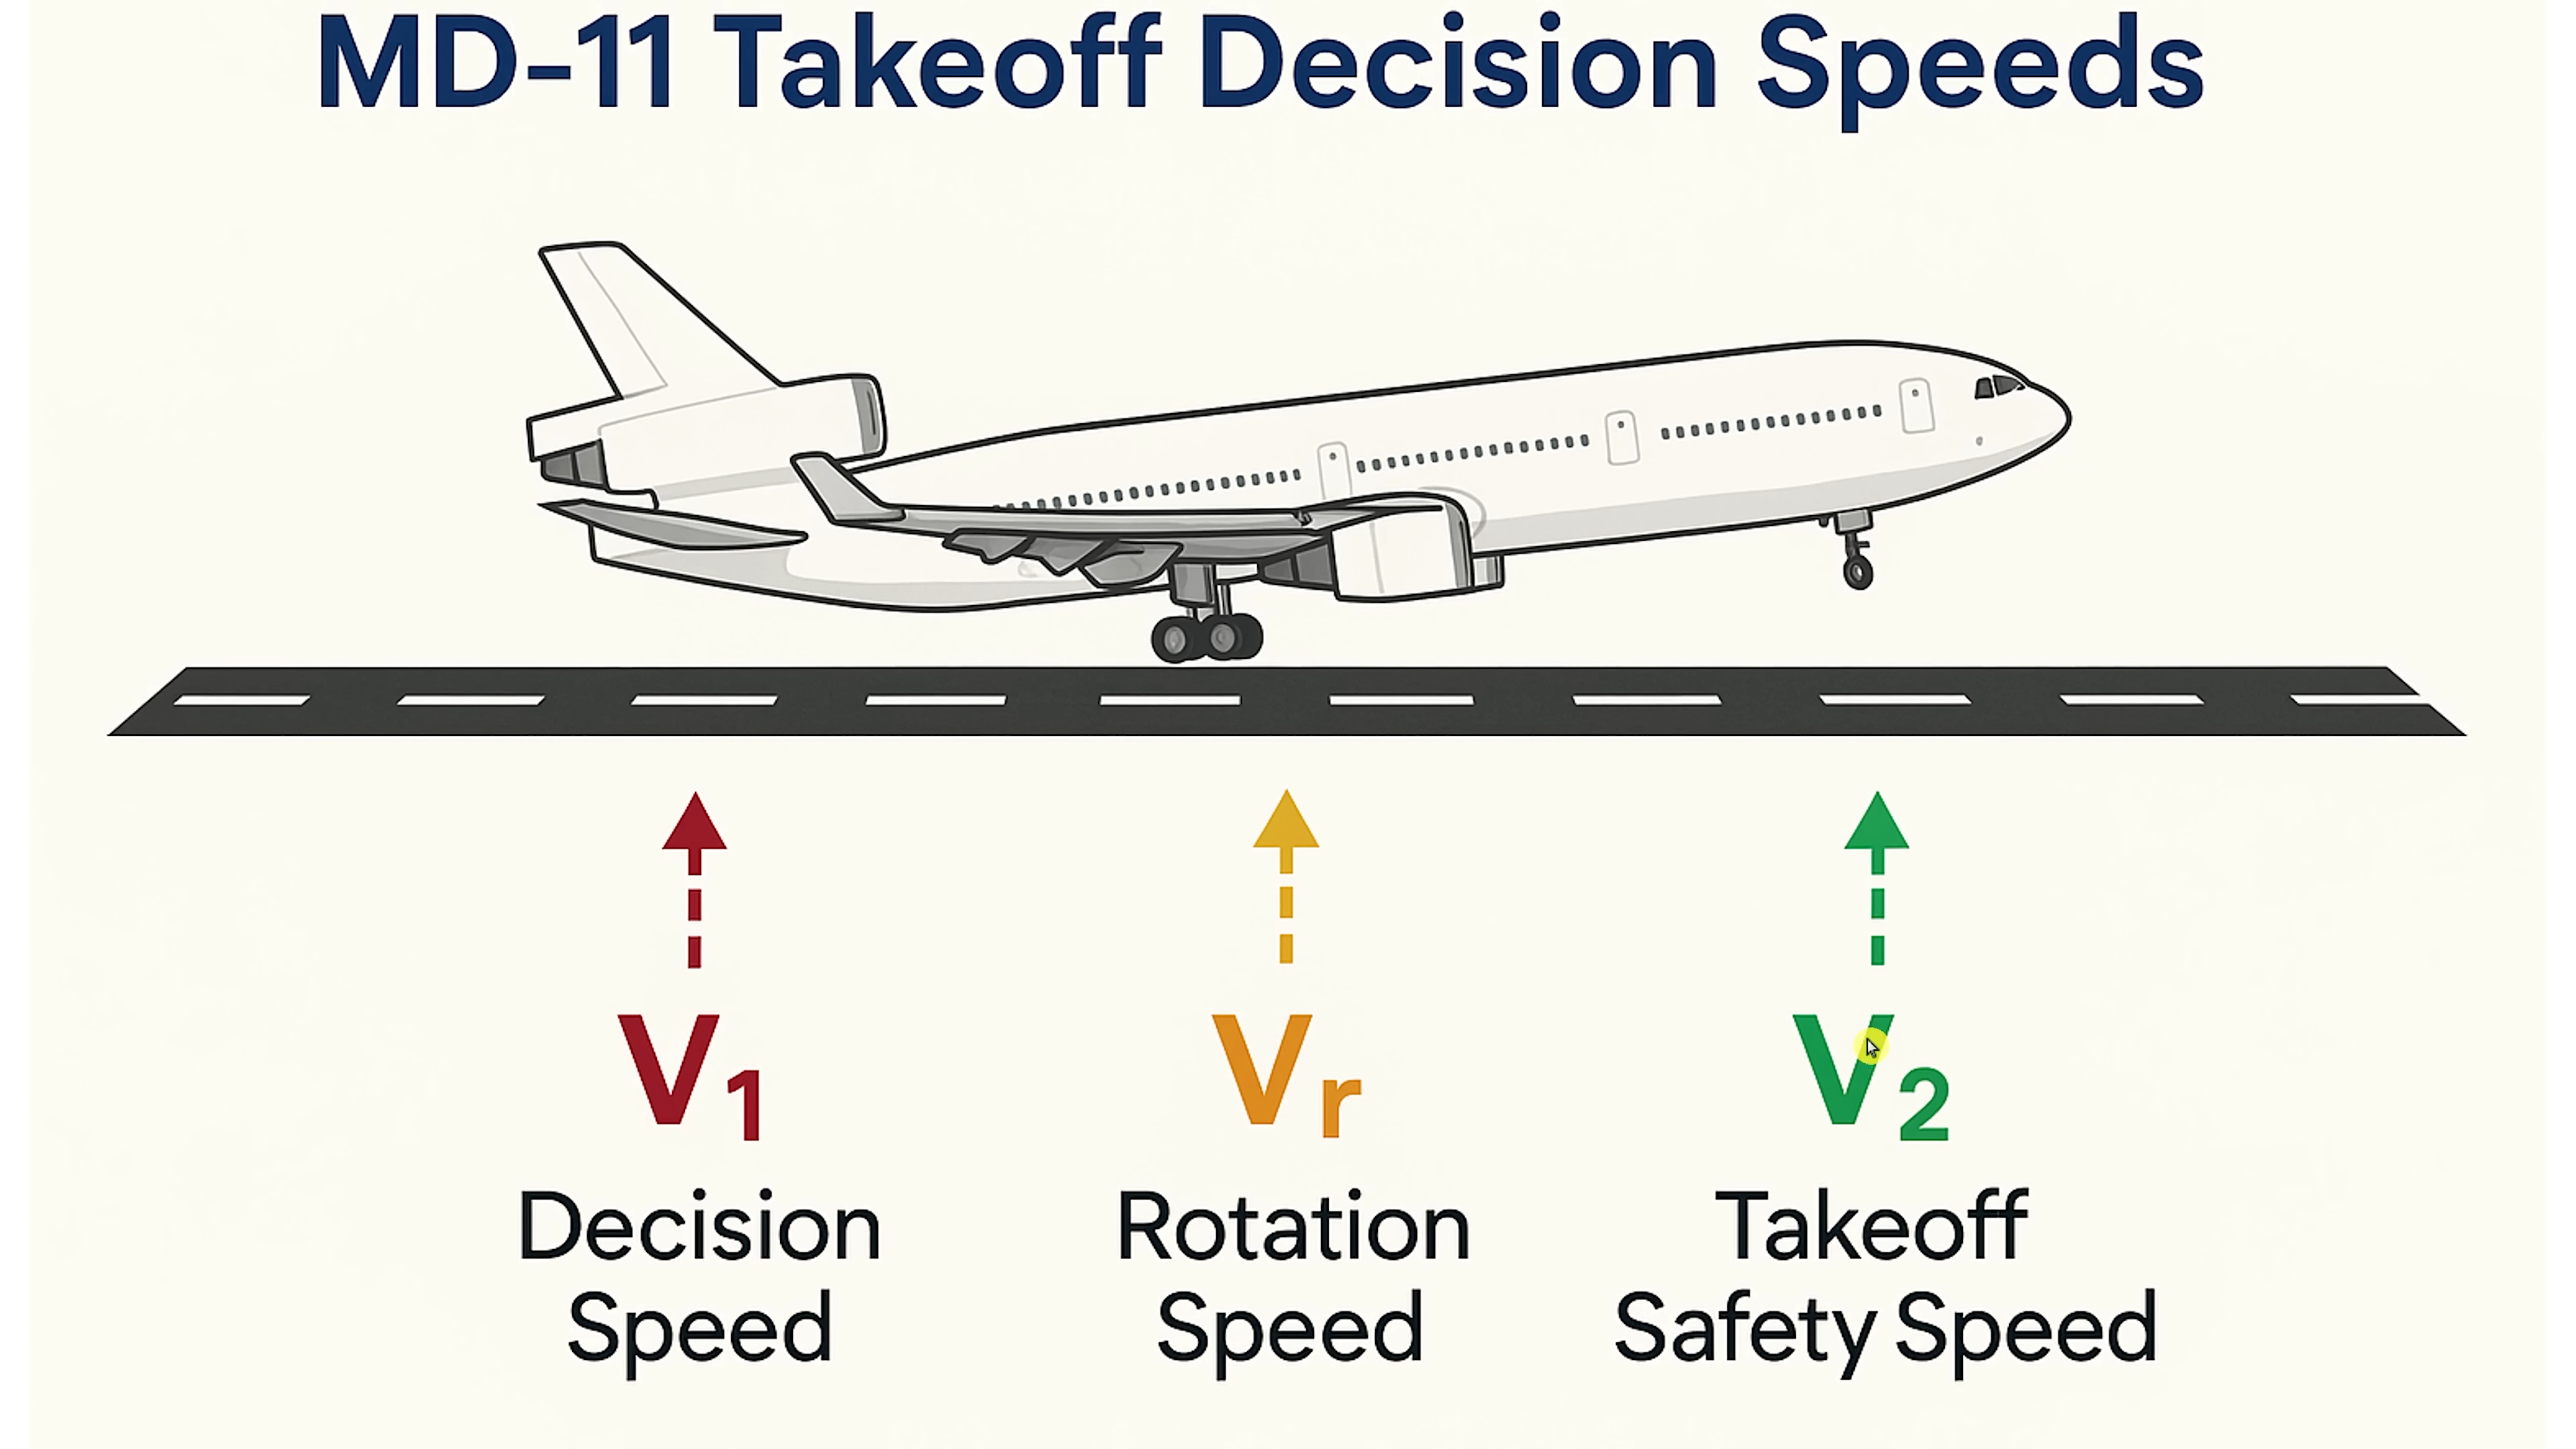 MD-11 Takeoff Decision Speeds
V1
Vr
V2
Decision
Speed
Rotation
Speed
Takeoff
Safety Speed